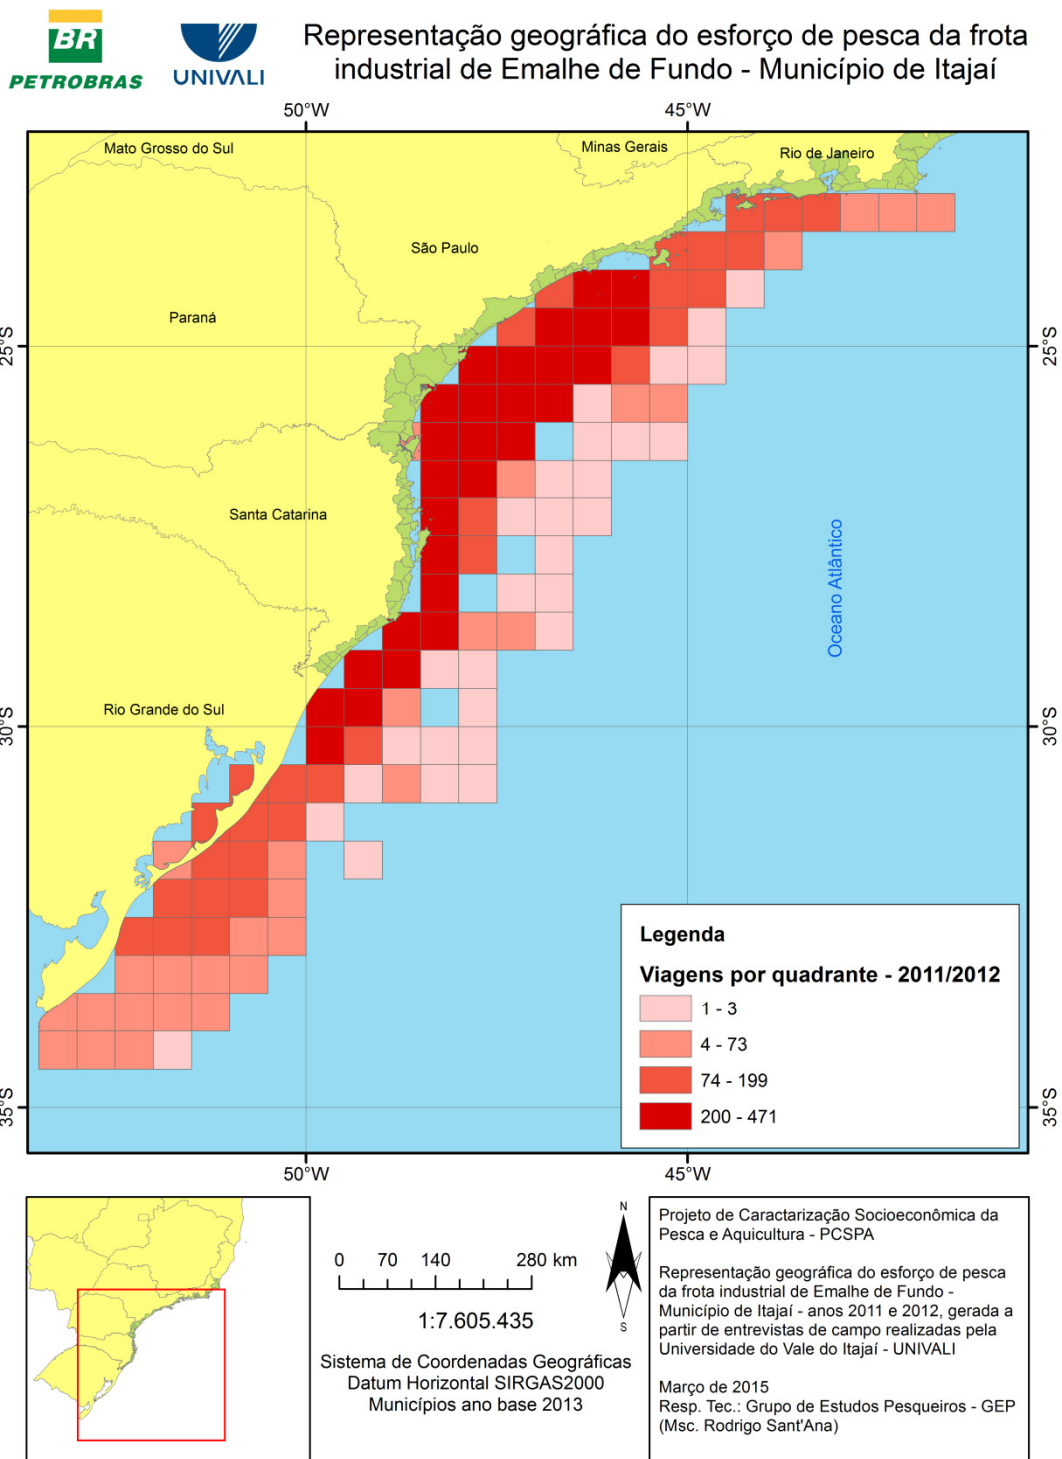 BR
PETROBRAS
UNIVALI
Representação geográfica do esforço de pesca da frota
industrial de Emalhe de Fundo - Município de Itajaí
50°W
45°W
Mato Grosso do Sul
Minas Gerais
Rio de Janeiro
São Paulo
Paraná
25°S
25°S
Santa Catarina
Oceano Atlântico
Rio Grande do Sul
30°S
30°S
Legenda
Viagens por quadrante - 2011/2012
1 - 3
4 - 73
74 - 199
200 - 471
35°S
35°S
50°W
45°W
0 70 140 280 km
1:7.605.435
Sistema de Coordenadas Geográficas
Datum Horizontal SIRGAS2000
Municípios ano base 2013
N
S
Projeto de Caractarização Socioeconômica da
Pesca e Aquicultura - PCSPA
Representação geográfica do esforço de pesca
da frota industrial de Emalhe de Fundo -
Município de Itajaí - anos 2011 e 2012, gerada a
partir de entrevistas de campo realizadas pela
Universidade do Vale do Itajaí - UNIVALI
Março de 2015
Resp. Tec.: Grupo de Estudos Pesqueiros - GEP
(Msc. Rodrigo Sant'Ana)